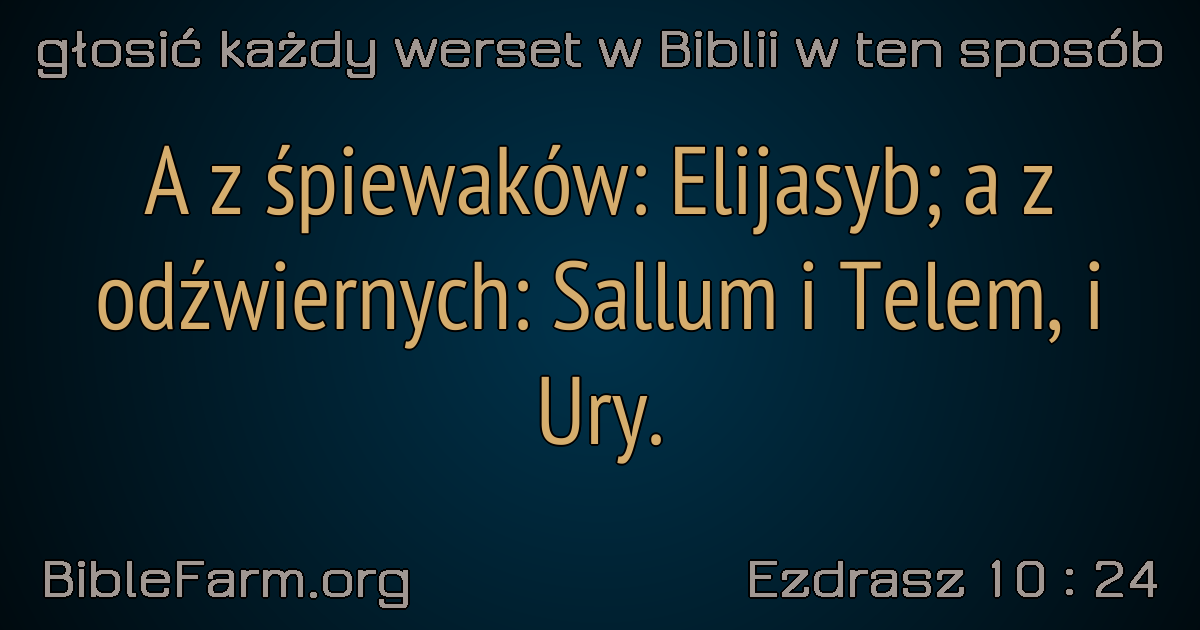 głosić każdy werset w Biblii w ten sposób
A z śpiewaków: Elijasyb; a z
odźwiernych: Sallum i Telem, i
Ury.
BibleFarm.org
Ezdrasz 10 : 24